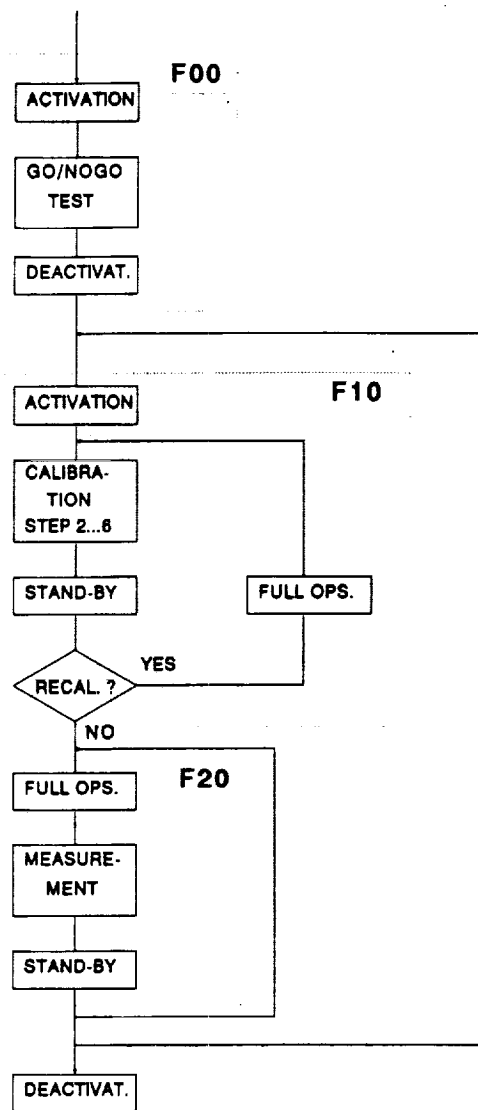 F00
ACTIVATION
GO/NOGO
TEST
DEACTIVAT.
F10
ACTIVATION
CALIBRA-
TION
STEP 2...6
STAND-BY
FULL OPS.
YES
RECAL. ?
NO
F20
FULL OPS.
MEASURE-
MENT
STAND-BY
DEACTIVAT.